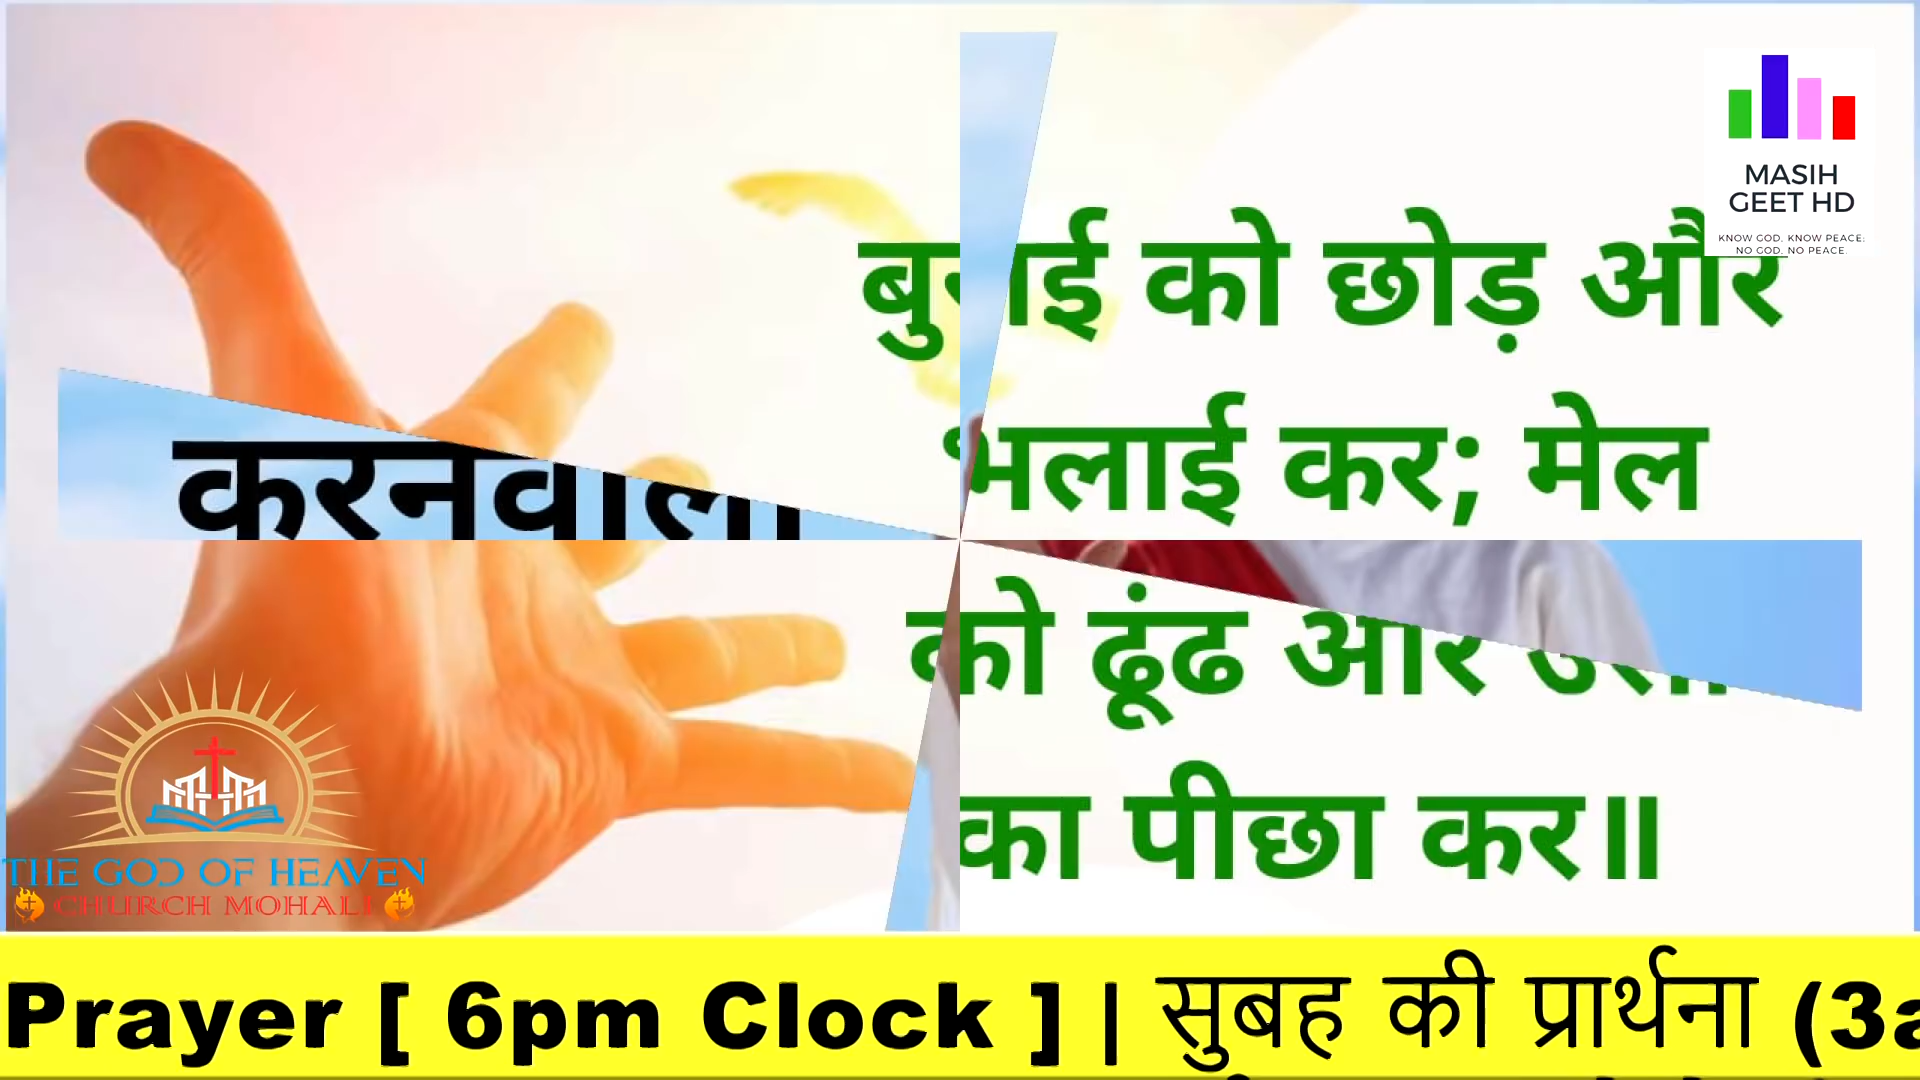 MASIH
GEET HD
KNOW GOD, KNOW PEACE;
NO GOD, NO PEACE.
बुराई को छोड़ और
भलाई कर; मेल
को ढूंढ और
का पीछा कर॥
THE GOD OF HEAVEN
CHURCH MOHALI
Prayer [ 6pm Clock ] | सुबह की प्रार्थना (3a